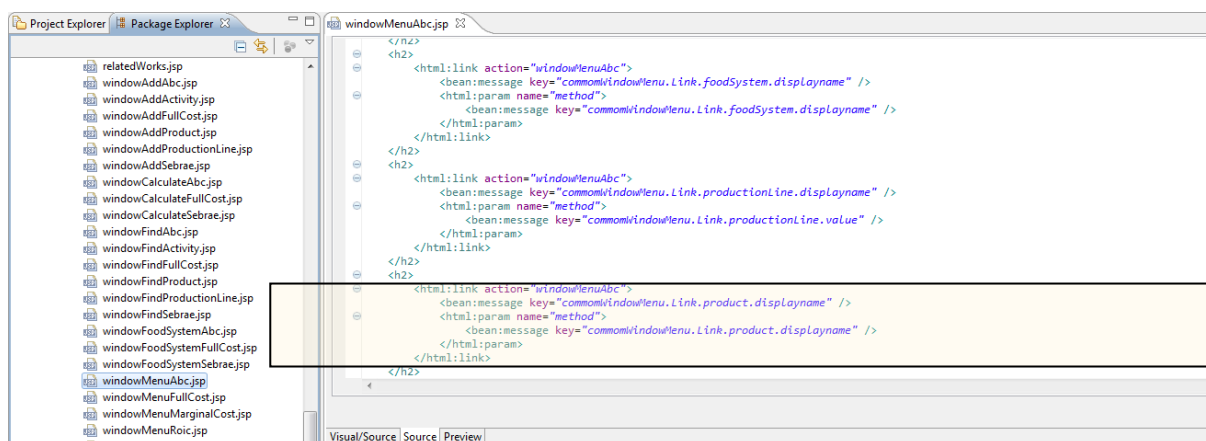 Project Explorer Package Explorer
relatedWorks.jsp
windowAddAbc.jsp
windowAddActivity.jsp
windowAddFullCost.jsp
windowAddProduct.jsp
windowAddProductionLine.jsp
windowAddSebrae.jsp
windowCalculateAbc.jsp
windowCalculateFullCost.jsp
windowCalculateSebrae.jsp
windowFindAbc.jsp
windowFindActivity.jsp
windowFindFullCost.jsp
windowFindProduct.jsp
windowFindProductionLine.jsp
windowFindSebrae.jsp
windowFoodSystemAbc.jsp
windowFoodSystemFullCost.jsp
windowFoodSystemSebrae.jsp
windowMenuAbc.jsp
windowMenuFullCost.jsp
windowMenuMarginalCost.jsp
windowMenuRoic.jsp
windowMenuAbc.jsp
</h2>
<h2>
<html:link action="windowMenuAbc">
<bean:message key="commomWindowMenu.Link.foodSystem.displayname" />
<html:param name="method">
<bean:message key="commomWindowMenu.Link.foodSystem.displayname" />
</html:param>
</html:link>
</h2>
<h2>
<html:link action="windowMenuAbc">
<bean:message key="commomWindowMenu.Link.productionLine.displayname" />
<html:param name="method">
<bean:message key="commomWindowMenu.Link.productionLine.value" />
</html:param>
</html:link>
</h2>
<h2>
<html:link action="windowMenuAbc">
<bean:message key="commomWindowMenu.Link.product.displayname" />
<html:param name="method">
<bean:message key="commomWindowMenu.Link.product.displayname" />
</html:param>
</html:link>
</h2>
Visual/Source Source Preview